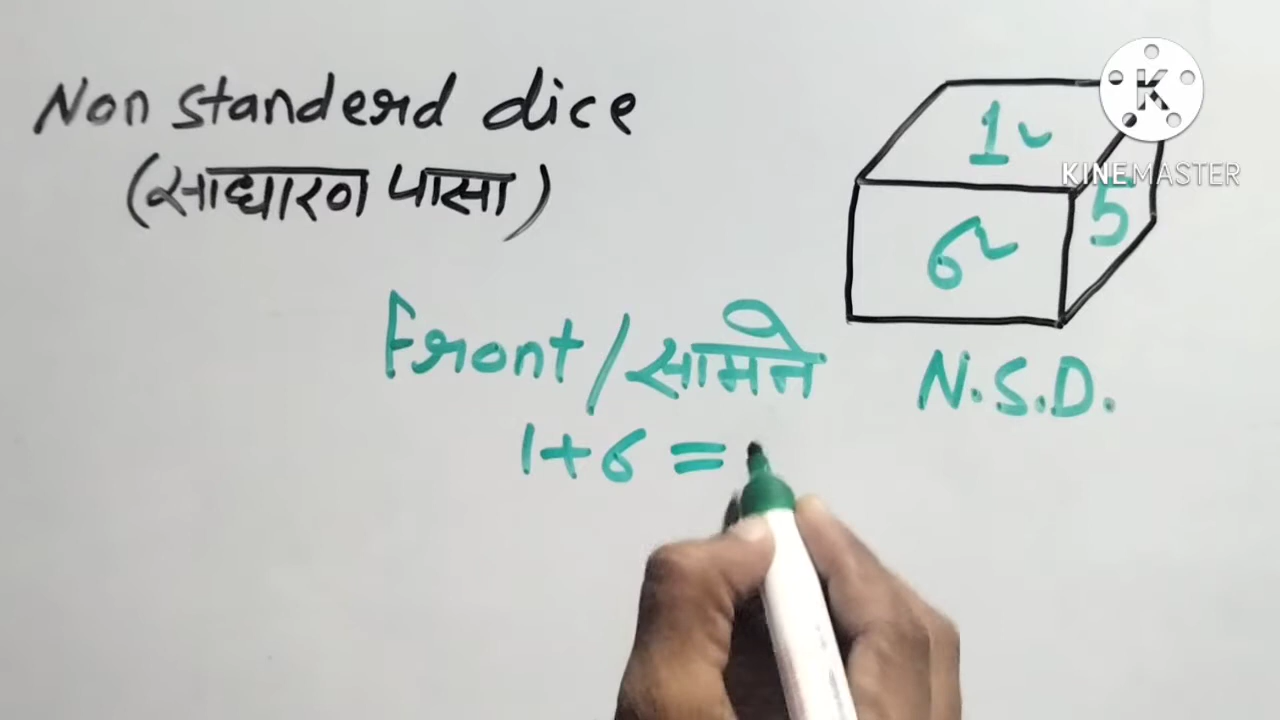 Non standerd dice
(साधारण पासा)
1
6
5
K
KINEMASTER
Front/सामने
N.S.D.
1+6=